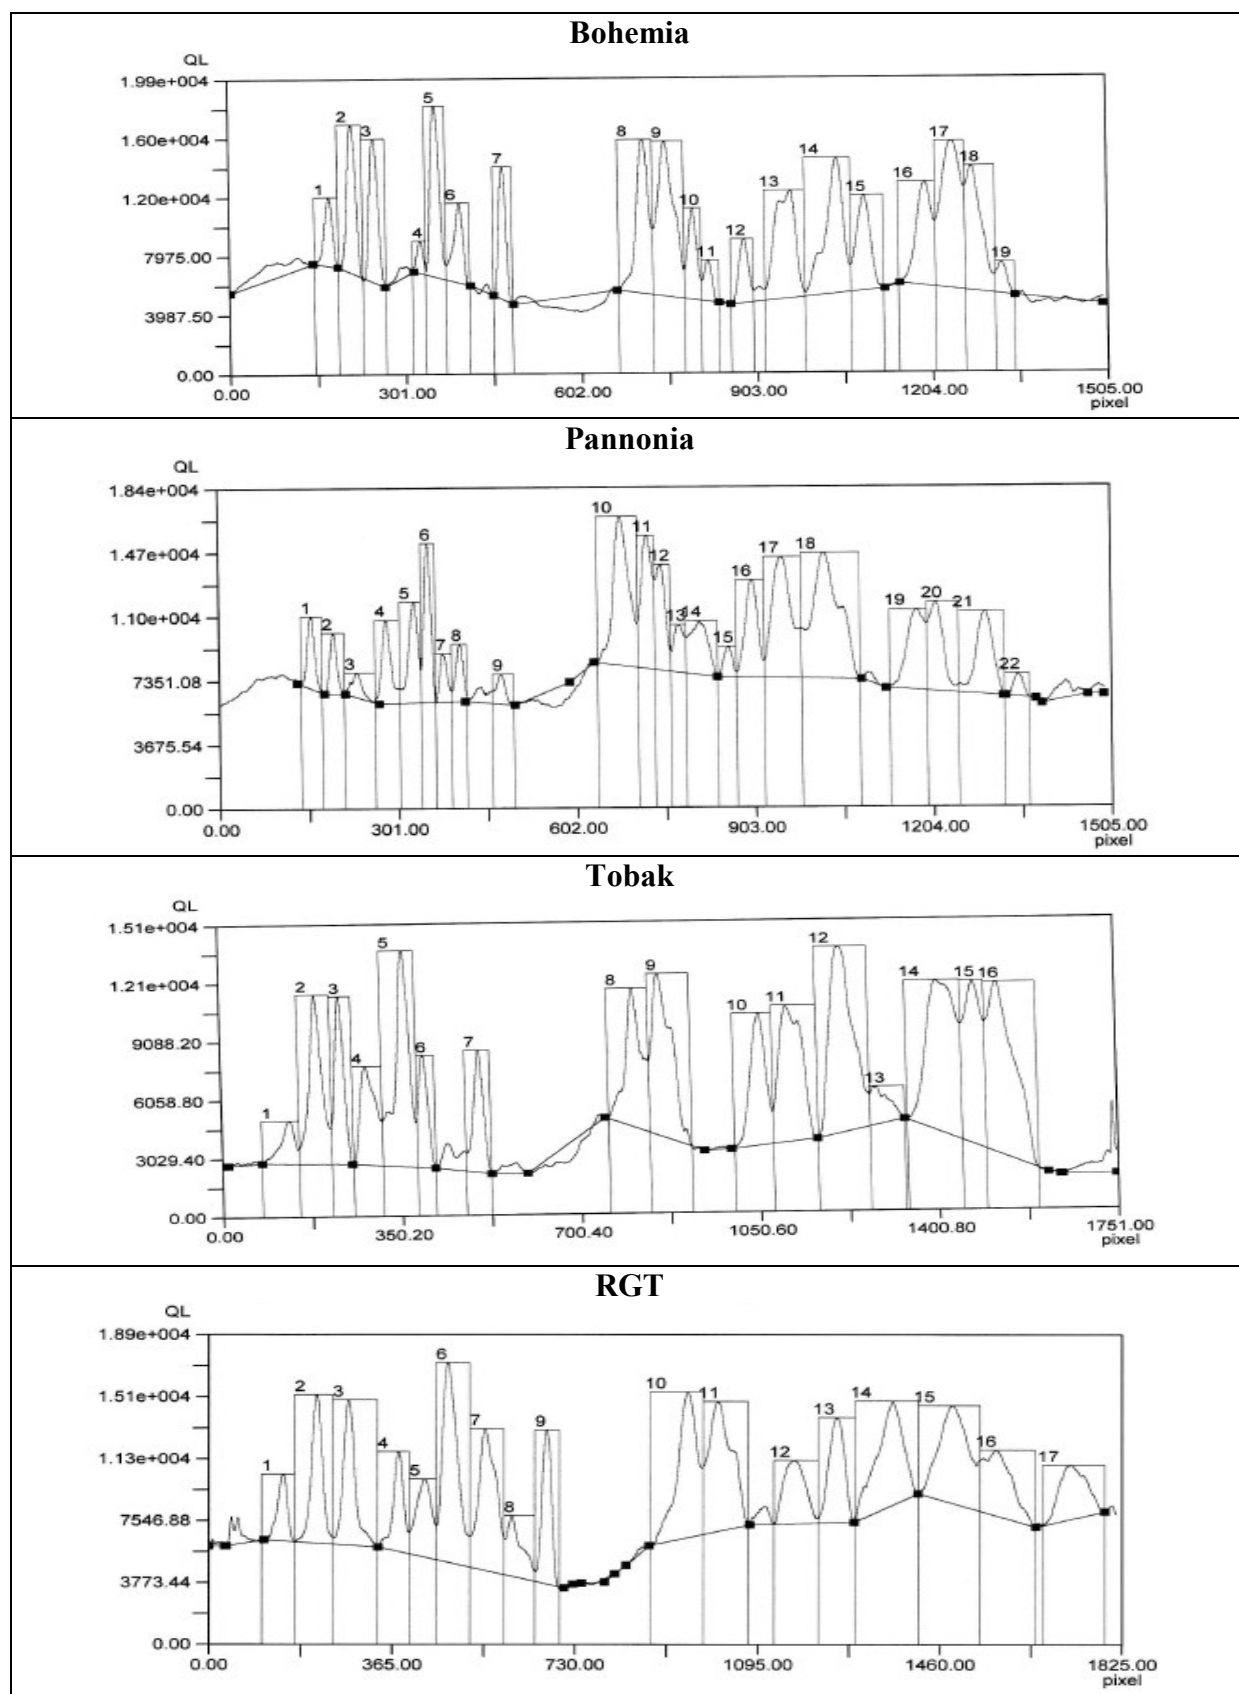 Bohemia
QL
1.99e+004
1.60e+004
1.20e+004
7975.00
3987.50
0.00
1 2 3 4 5 6 7 8 9 10 11 12 13 14 15 16 17 18 19
0.00 301.00 602.00 903.00 1204.00 1505.00
pixel
Pannonia
QL
1.84e+004
1.47e+004
1.10e+004
7351.08
3675.54
0.00
1 2 3 4 5 6 7 8 9 10 11 12 13 14 15 16 17 18 19 20 21 22
0.00 301.00 602.00 903.00 1204.00 1505.00
pixel
Tobak
QL
1.51e+004
1.21e+004
9088.20
6058.80
3029.40
0.00
1 2 3 4 5 6 7 8 9 10 11 12 13 14 15 16
0.00 350.20 700.40 1050.60 1400.80 1751.00
pixel
RGT
QL
1.89e+004
1.51e+004
1.13e+004
7546.88
3773.44
0.00
1 2 3 4 5 6 7 8 9 10 11 12 13 14 15 16 17
0.00 365.00 730.00 1095.00 1460.00 1825.00
pixel